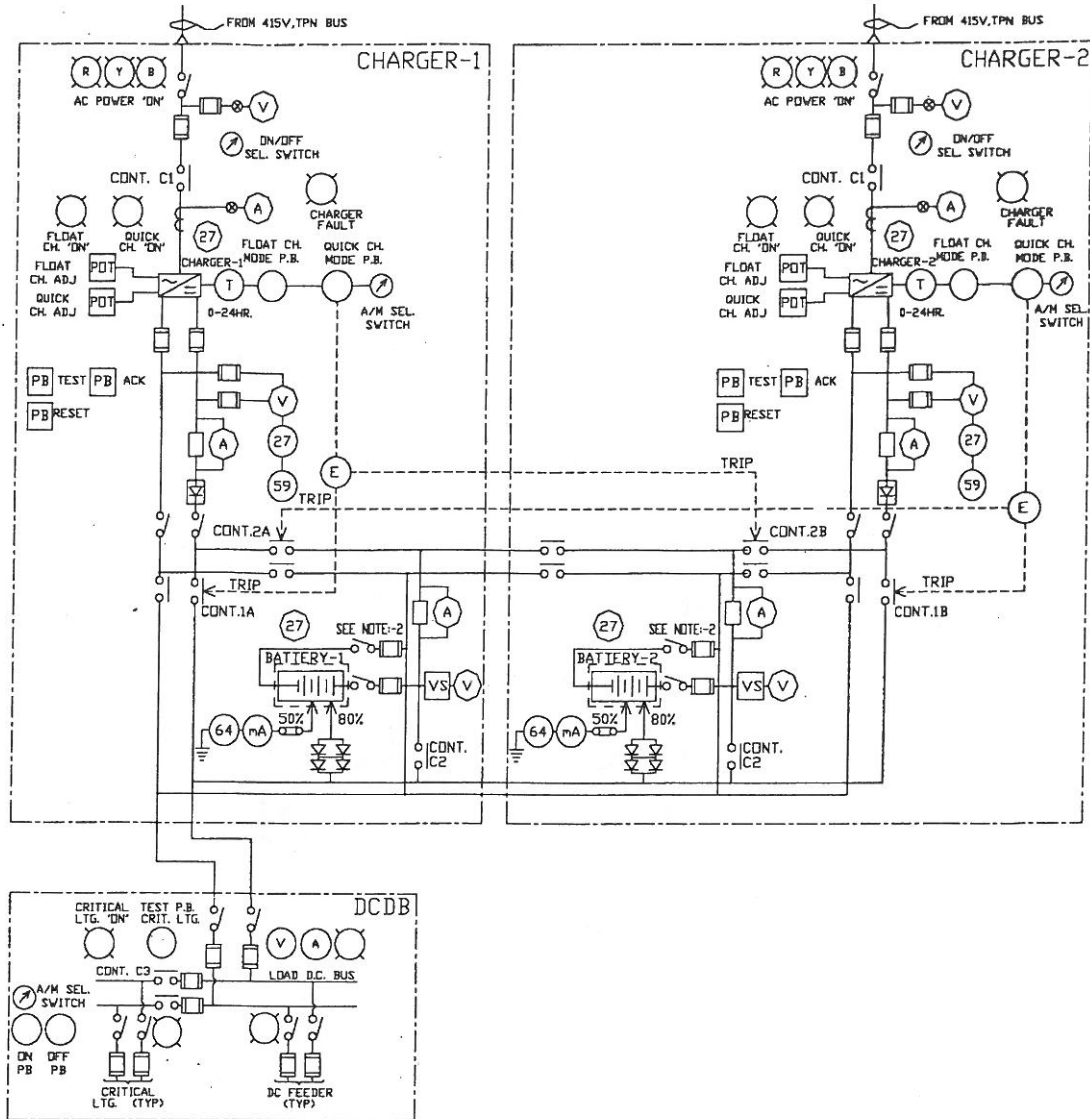 FROM 415V,TPN BUS
CHARGER-1
R Y B
AC POWER 'ON'
V
ON/OFF
SEL. SWITCH
CONT. C1
A
CHARGER
FAULT
FLOAT
CH. 'ON'
QUICK
CH. 'ON'
27
CHARGER-1
FLOAT CH.
MODE P.B.
QUICK CH.
MODE P.B.
FLOAT
CH. ADJ
POT
QUICK
CH. ADJ
POT
T
0-24HR.
A/M SEL.
SWITCH
PB TEST PB ACK
PB RESET
V
A
27
59
E
TRIP
CONT.2A
TRIP
CONT.1A
A
27
SEE NOTE:-2
BATTERY-1
VS V
50%
80%
64 mA
CONT.
C2
FROM 415V,TPN BUS
CHARGER-2
R Y B
AC POWER 'ON'
V
ON/OFF
SEL. SWITCH
CONT. C1
A
CHARGER
FAULT
FLOAT
CH. 'ON'
QUICK
CH. 'ON'
27
CHARGER-2
FLOAT CH.
MODE P.B.
QUICK CH.
MODE P.B.
FLOAT
CH. ADJ
POT
QUICK
CH. ADJ
POT
T
0-24HR.
A/M SEL.
SWITCH
PB TEST PB ACK
PB RESET
V
A
27
59
E
TRIP
CONT.2B
TRIP
CONT.1B
A
27
SEE NOTE:-2
BATTERY-2
VS V
50%
80%
64 mA
CONT.
C2
DCDB
CRITICAL
LTG. 'ON'
TEST P.B.
CRIT. LTG.
V A
CONT. C3
LOAD D.C. BUS
A/M SEL.
SWITCH
ON
PB
OFF
PB
CRITICAL
LTG. (TYP)
DC FEEDER
(TYP)